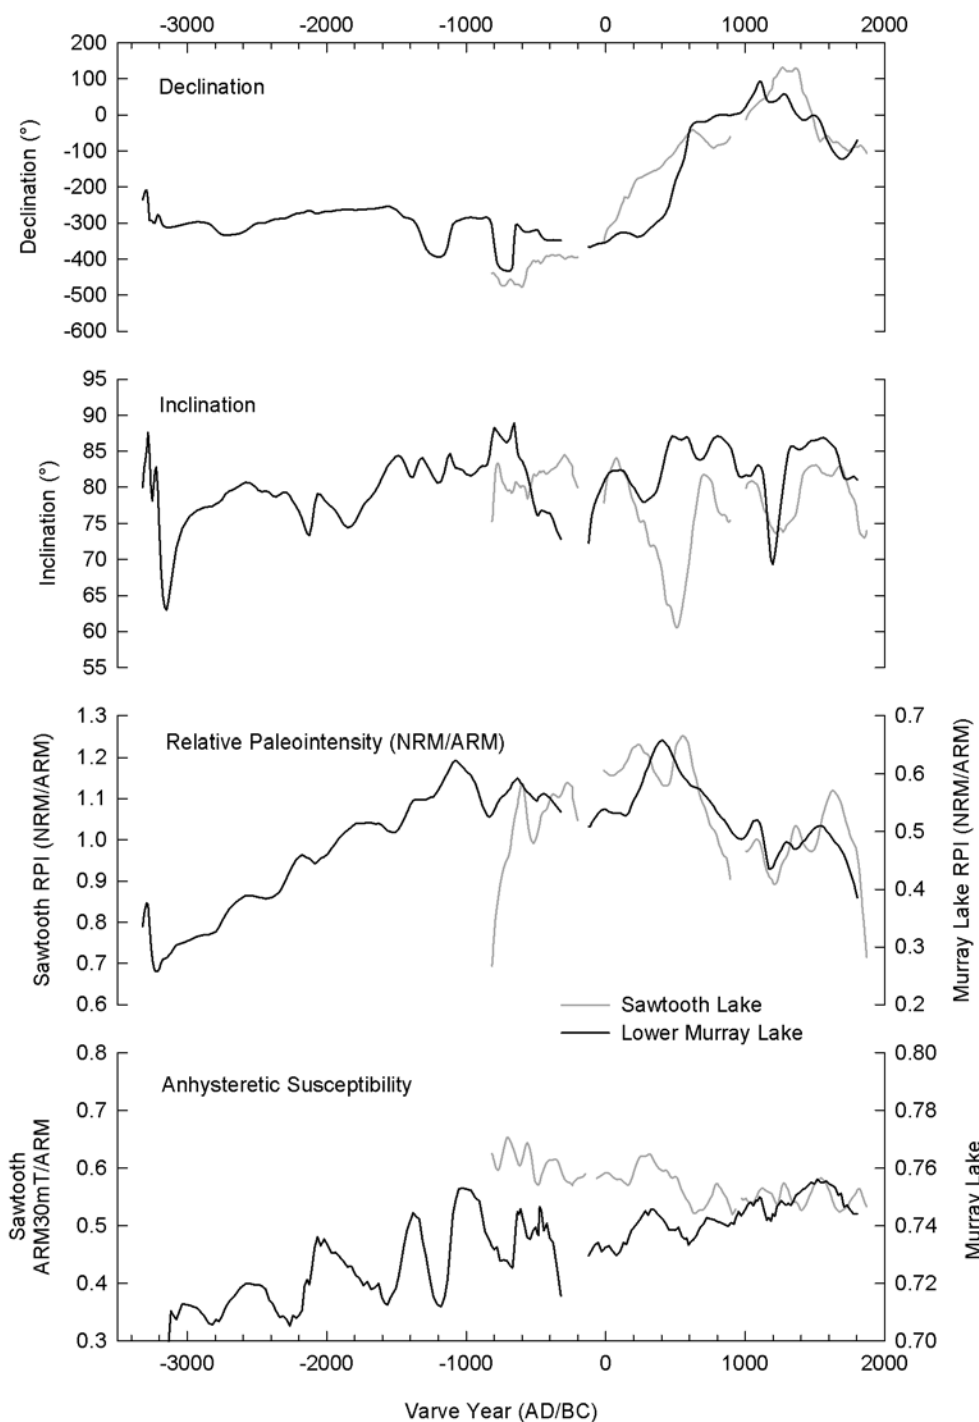 -3000 -2000 -1000 0 1000 2000
200
100
0
-100
-200
-300
-400
-500
-600
Declination (°)
Declination
95
90
85
80
75
70
65
60
55
Inclination (°)
Inclination
1.3
1.2
1.1
1.0
0.9
0.8
0.7
0.6
Sawtooth RPI (NRM/ARM)
Relative Paleointensity (NRM/ARM)
0.7
0.6
0.5
0.4
0.3
0.2
Murray Lake RPI (NRM/ARM)
Sawtooth Lake
Lower Murray Lake
0.8
0.7
0.6
0.5
0.4
0.3
Sawtooth
ARM30mT/ARM
Anhysteretic Susceptibility
0.80
0.78
0.76
0.74
0.72
0.70
Murray Lake
-3000 -2000 -1000 0 1000 2000
Varve Year (AD/BC)